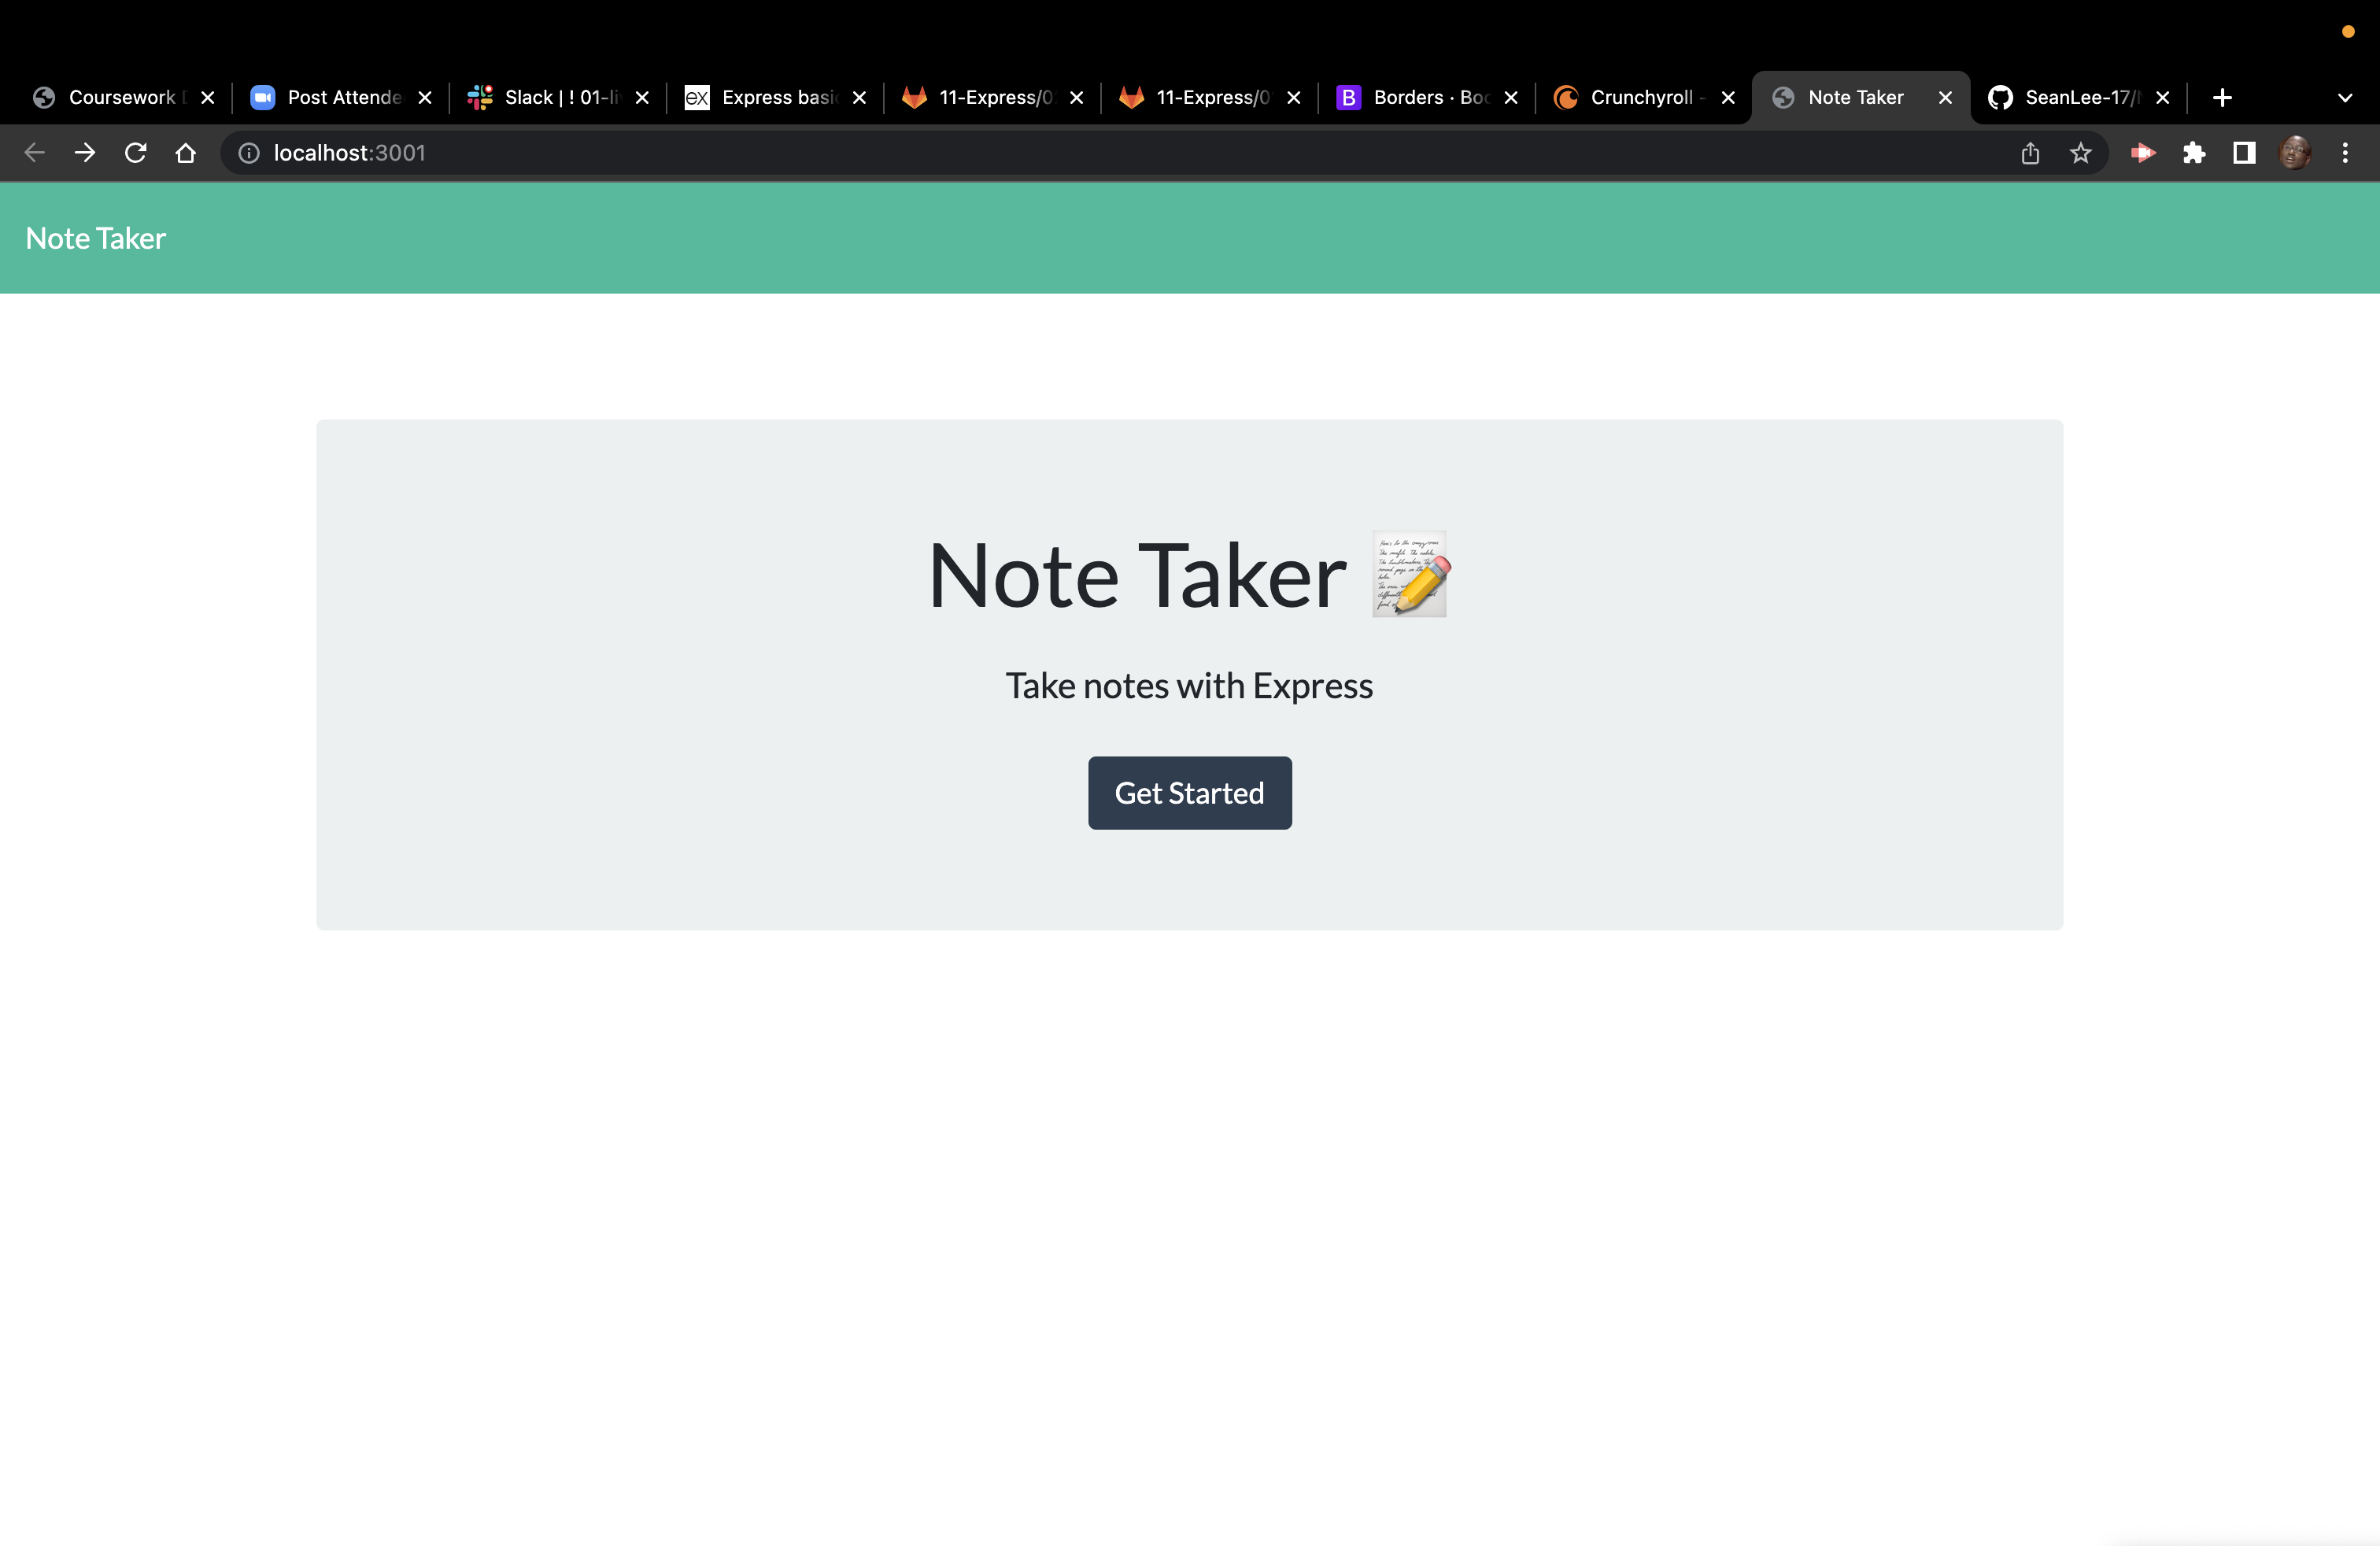 Coursework
Post Attende
Slack | ! 01-li
Express basi
11-Express/0
11-Express/0
Borders · Boo
Crunchyroll -
Note Taker
SeanLee-17/
localhost:3001
Note Taker
Note Taker
Take notes with Express
Get Started